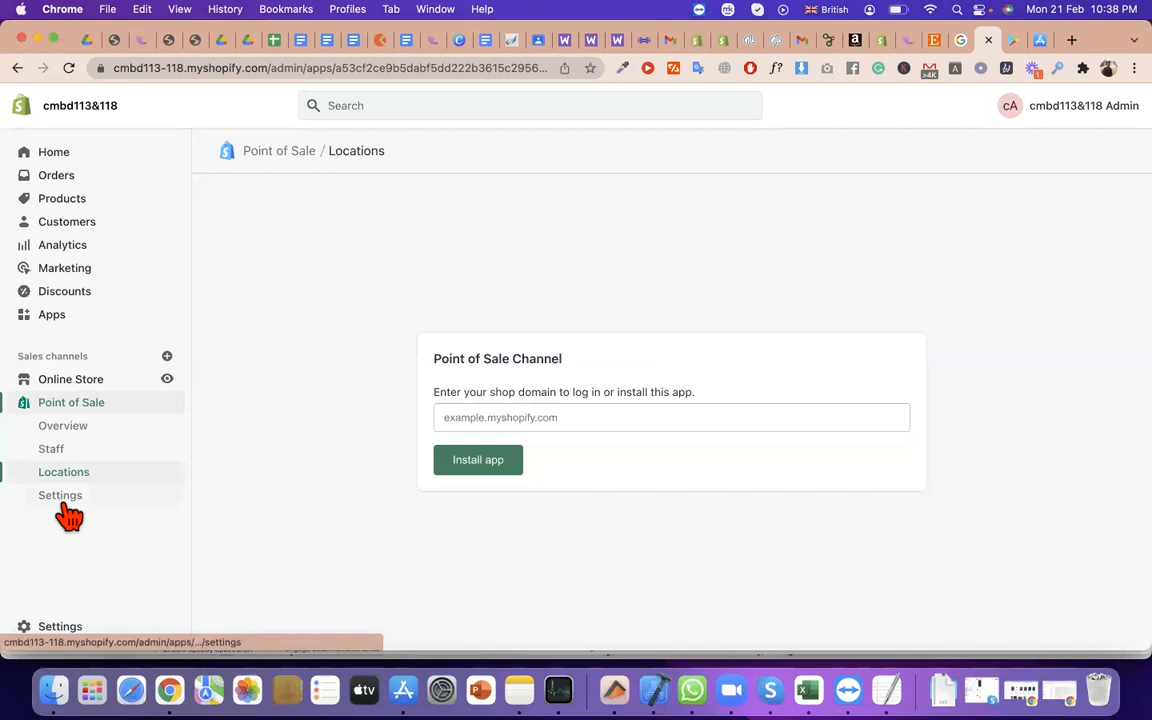 Chrome File Edit View History Bookmarks Profiles Tab Window Help British Mon 21 Feb 10:38 PM
cmbd113-118.myshopify.com/admin/apps/a53cf2ce9b5dabf5dd222b3615c2956...
cmbd113&118 Search cA cmbd113&118 Admin
Home
Orders
Products
Customers
Analytics
Marketing
Discounts
Apps
Sales channels
Online Store
Point of Sale
Overview
Staff
Locations
Settings
Settings
cmbd113-118.myshopify.com/admin/apps/.../settings
Point of Sale / Locations
Point of Sale Channel
Enter your shop domain to log in or install this app.
example.myshopify.com
Install app